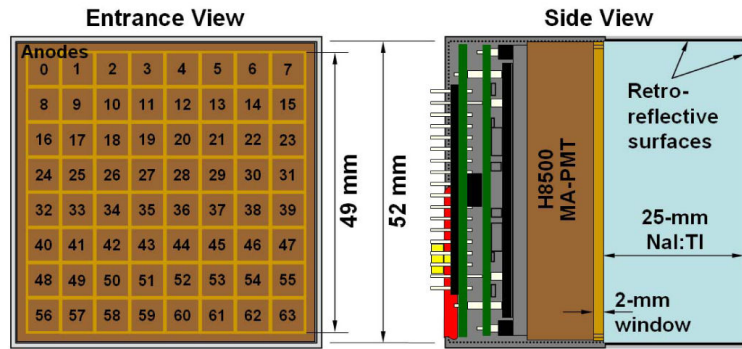 Entrance View
Side View
Anodes
0 1 2 3 4 5 6 7
8 9 10 11 12 13 14 15
16 17 18 19 20 21 22 23
24 25 26 27 28 29 30 31
32 33 34 35 36 37 38 39
40 41 42 43 44 45 46 47
48 49 50 51 52 53 54 55
56 57 58 59 60 61 62 63
49 mm
52 mm
H8500
MA-PMT
Retro-
reflective
surfaces
25-mm
NaI:Tl
2-mm
window